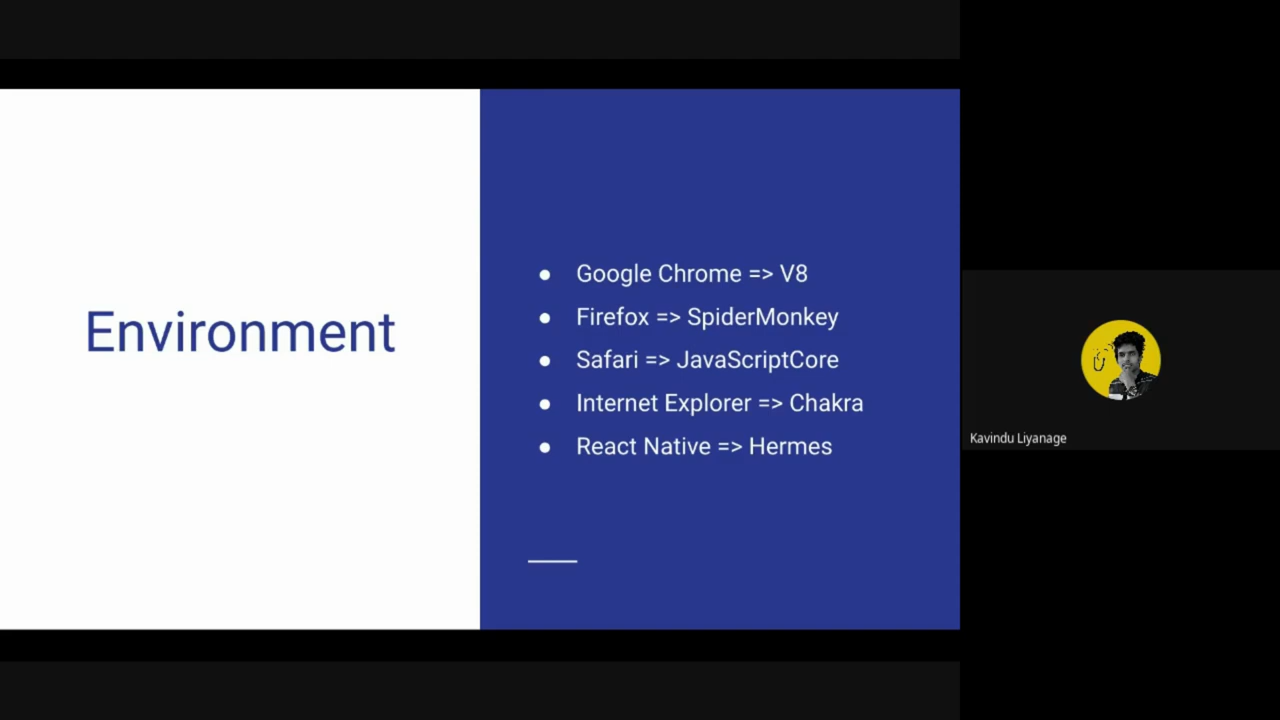 Environment
● Google Chrome => V8
● Firefox => SpiderMonkey
● Safari => JavaScriptCore
● Internet Explorer => Chakra
● React Native => Hermes
Kavindu Liyanage